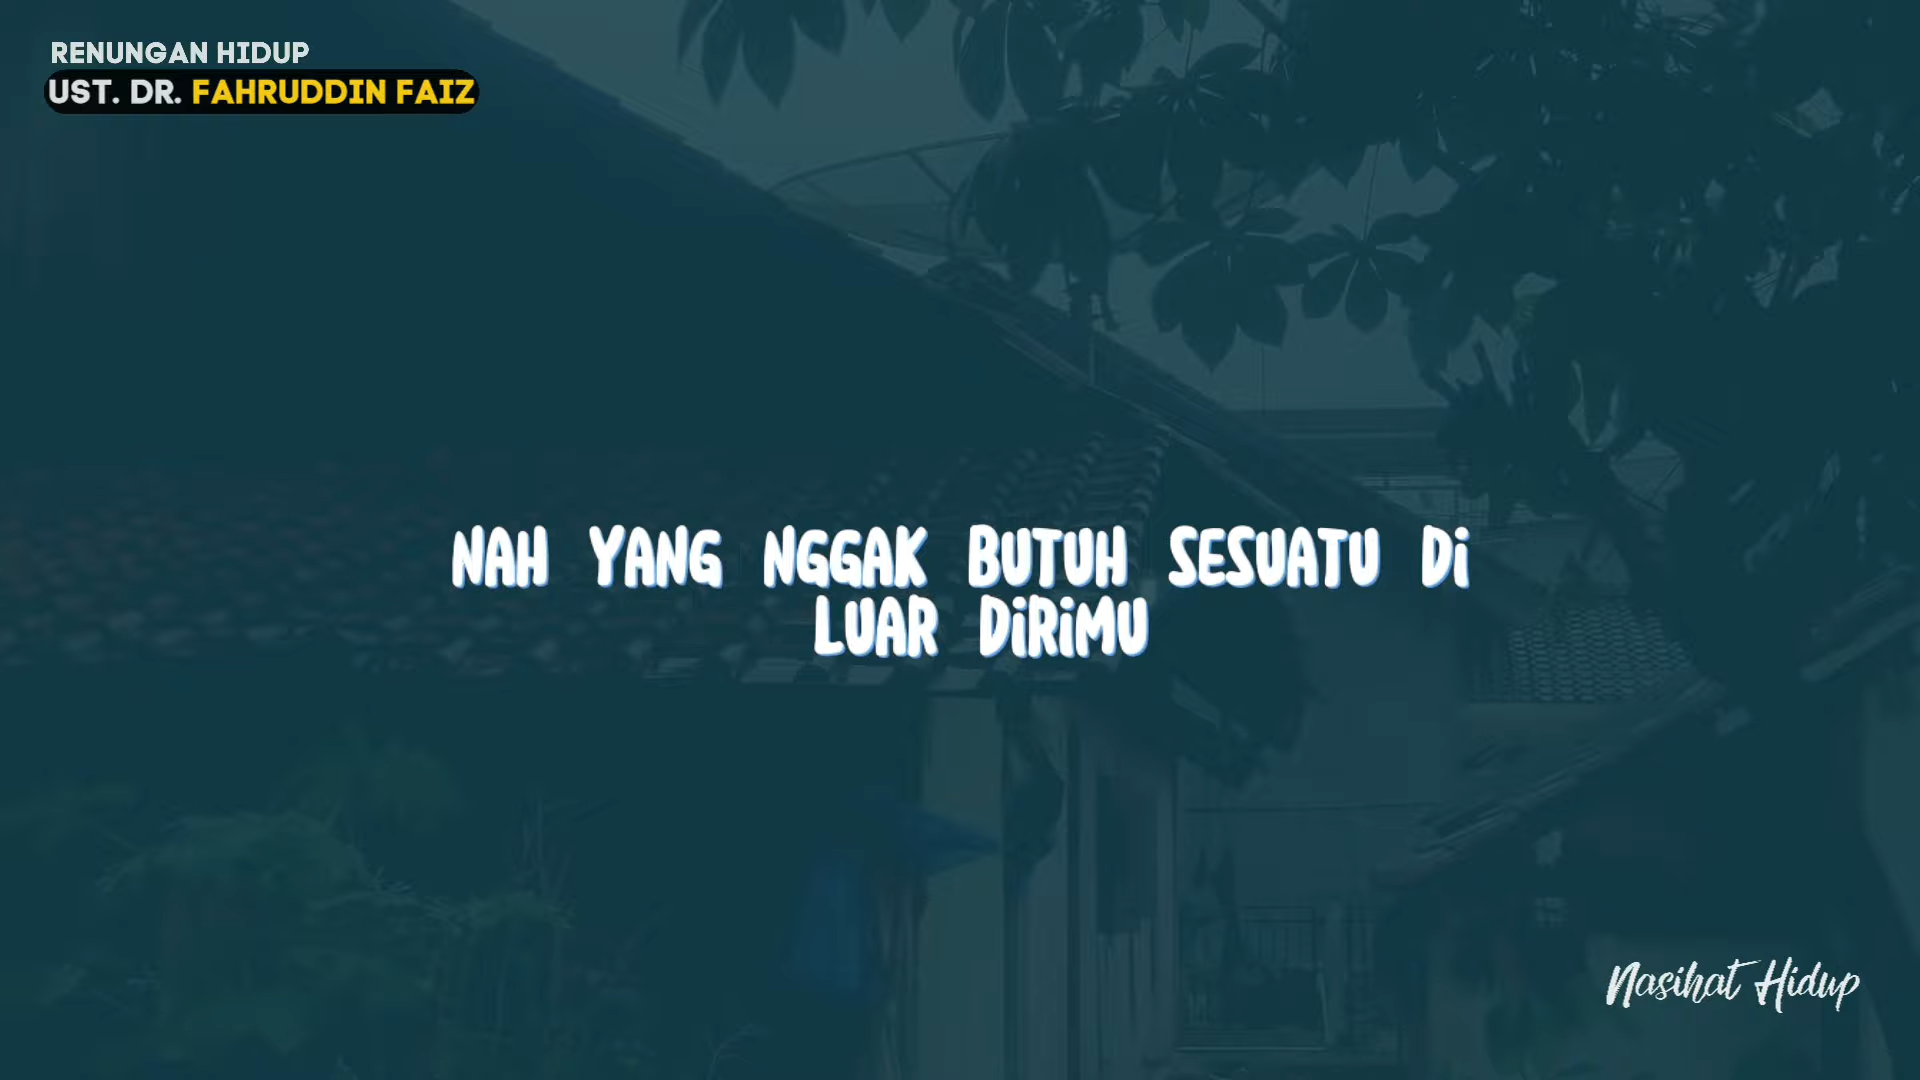 RENUNGAN HIDUP
UST. DR. FAHRUDDIN FAIZ
NAH YANG NGGAK BUTUH SESUATU Di
LUAR DiRiMU
Nasihat Hidup